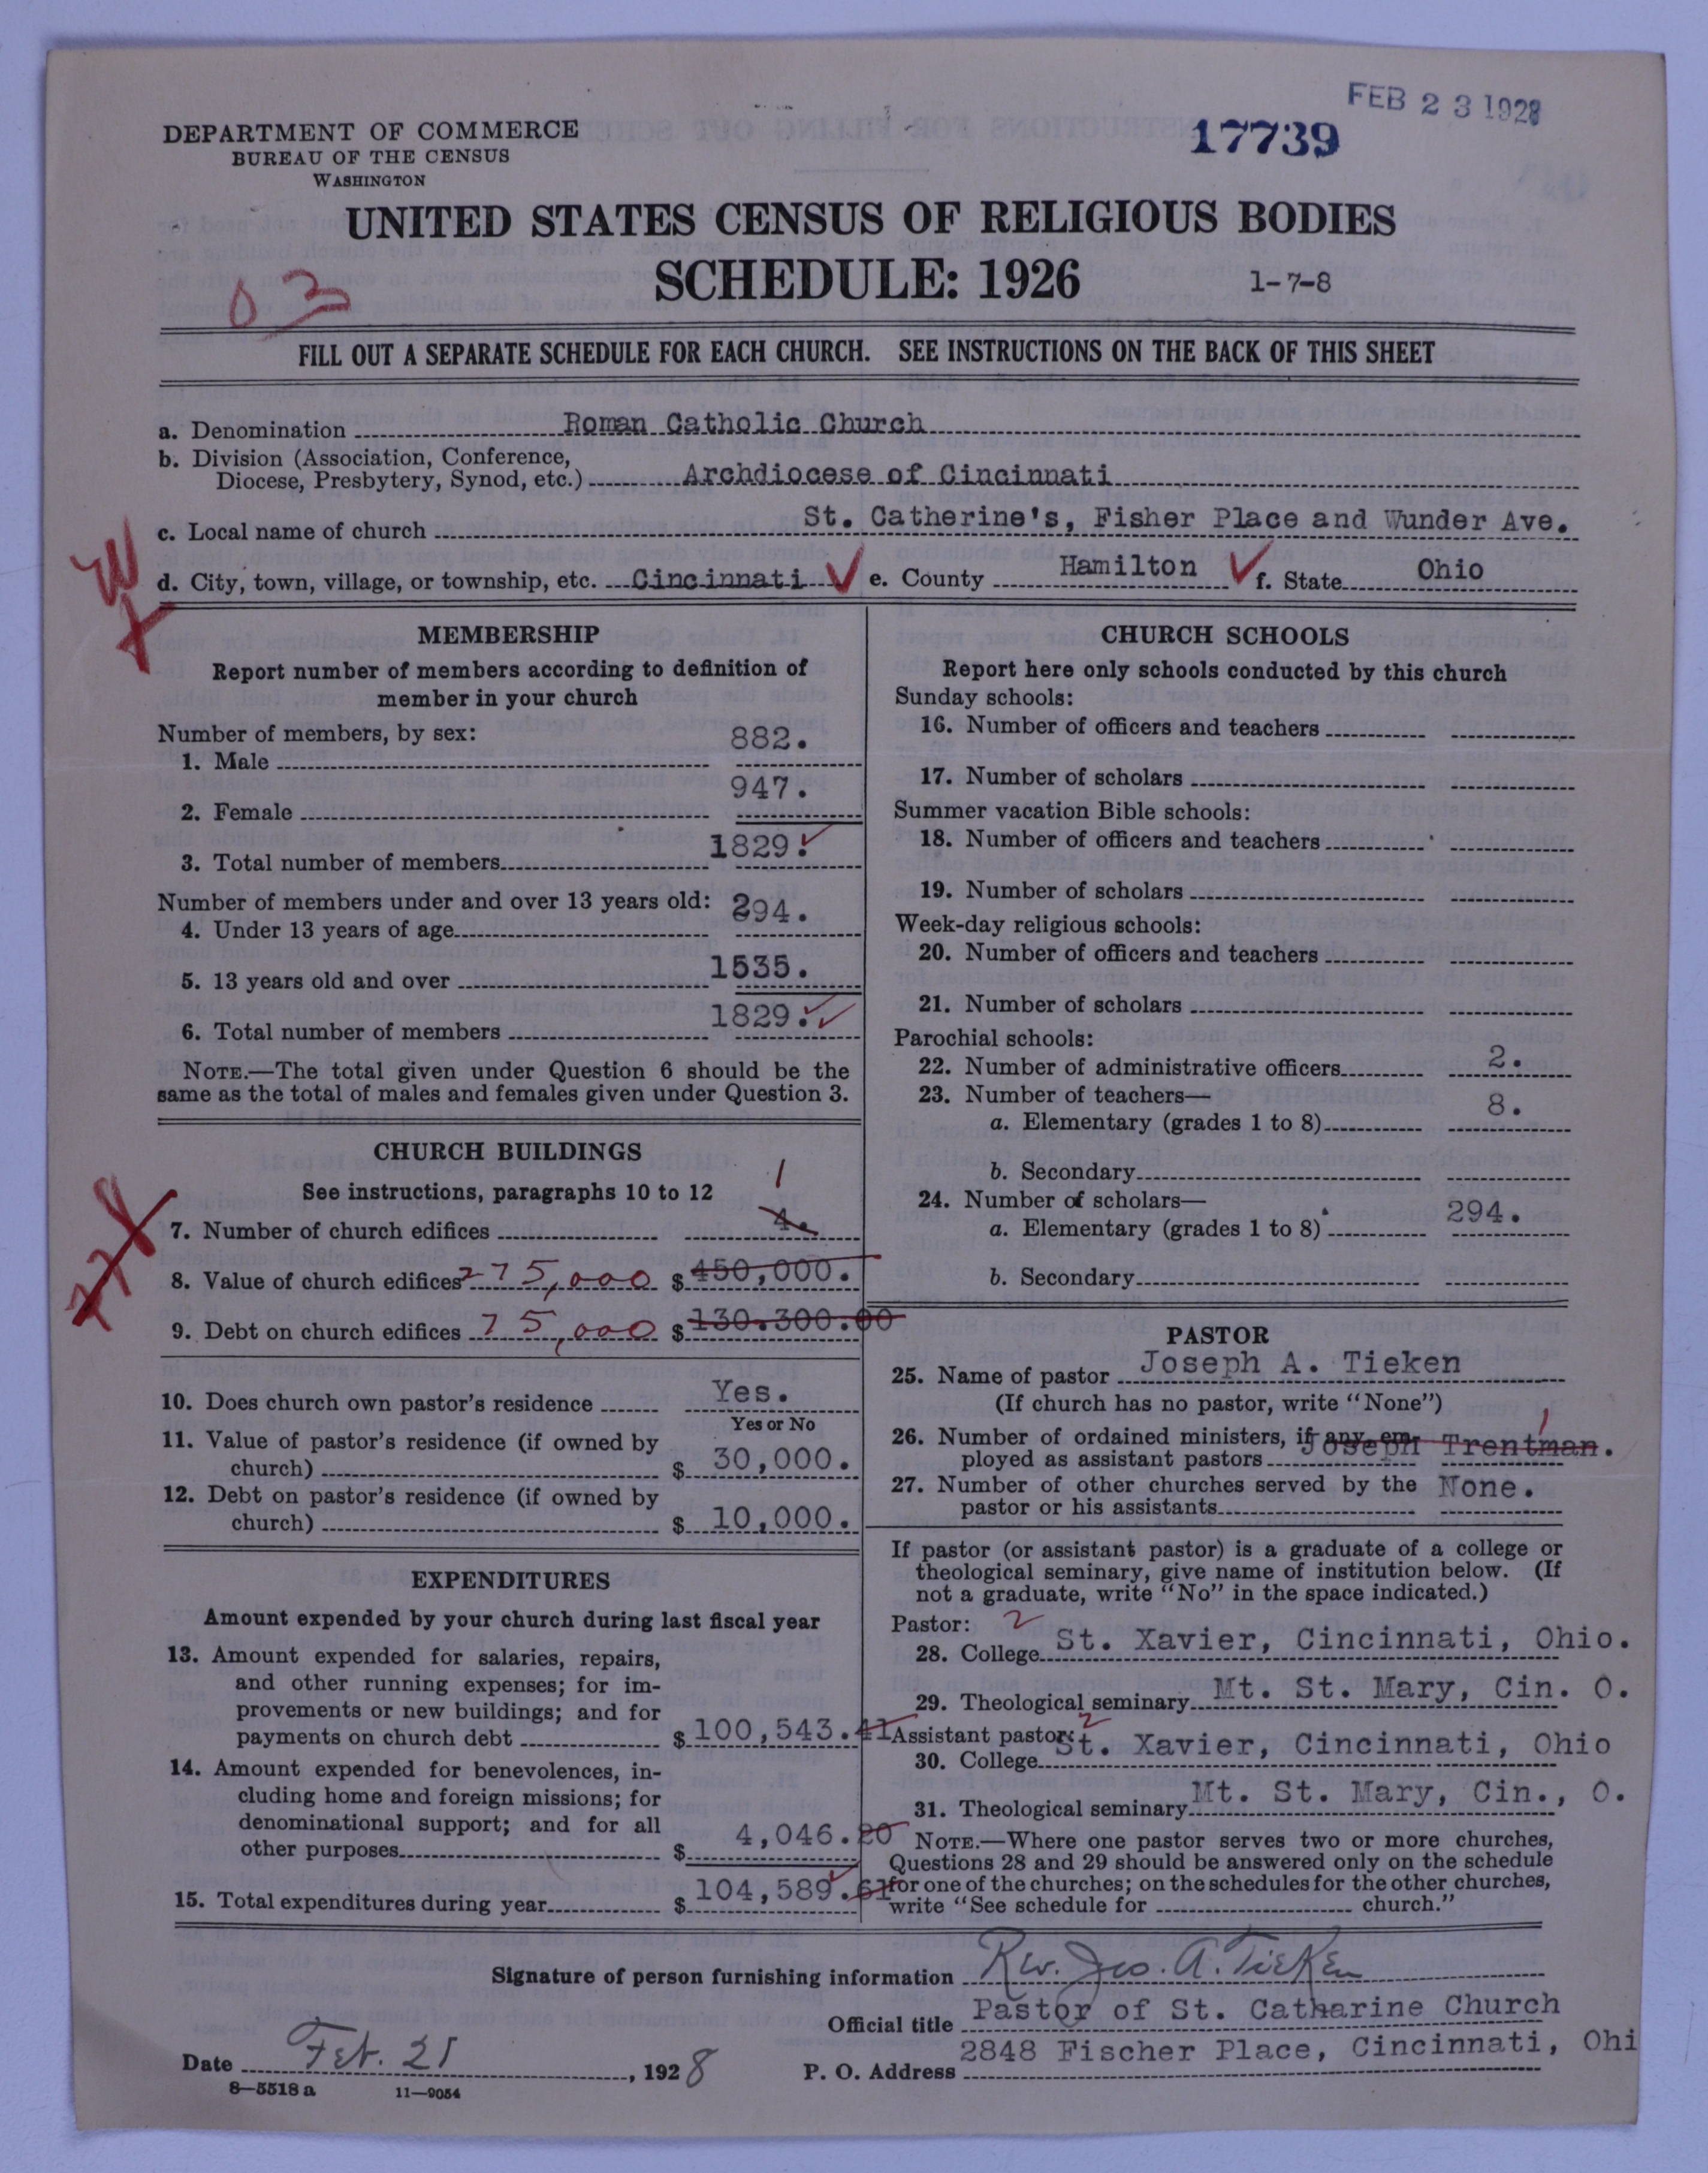 FEB 23 1928
17739
DEPARTMENT OF COMMERCE
BUREAU OF THE CENSUS
WASHINGTON
UNITED STATES CENSUS OF RELIGIOUS BODIES
SCHEDULE: 1926 1-7-8
03
FILL OUT A SEPARATE SCHEDULE FOR EACH CHURCH. SEE INSTRUCTIONS ON THE BACK OF THIS SHEET
a. Denomination Roman Catholic Church
b. Division (Association, Conference,
Diocese, Presbytery, Synod, etc.) Archdiocese of Cincinnati
c. Local name of church St. Catherine's, Fisher Place and Wunder Ave.
d. City, town, village, or township, etc. Cincinnati e. County Hamilton f. State Ohio
MEMBERSHIP
Report number of members according to definition of
member in your church
Number of members, by sex:
1. Male 882.
2. Female 947.
3. Total number of members 1829.
Number of members under and over 13 years old:
4. Under 13 years of age 294.
5. 13 years old and over 1535.
6. Total number of members 1829.
NOTE.—The total given under Question 6 should be the
same as the total of males and females given under Question 3.
CHURCH BUILDINGS
See instructions, paragraphs 10 to 12
7. Number of church edifices 4. 1
8. Value of church edifices 275,000 $ 450,000.
9. Debt on church edifices 75,000 $ 130.300.00
10. Does church own pastor's residence Yes.
Yes or No
11. Value of pastor's residence (if owned by
church) $ 30,000.
12. Debt on pastor's residence (if owned by
church) $ 10,000.
EXPENDITURES
Amount expended by your church during last fiscal year
13. Amount expended for salaries, repairs,
and other running expenses; for im-
provements or new buildings; and for
payments on church debt $ 100,543.41
14. Amount expended for benevolences, in-
cluding home and foreign missions; for
denominational support; and for all
other purposes $ 4,046.20
15. Total expenditures during year $ 104,589.61
CHURCH SCHOOLS
Report here only schools conducted by this church
Sunday schools:
16. Number of officers and teachers
17. Number of scholars
Summer vacation Bible schools:
18. Number of officers and teachers
19. Number of scholars
Week-day religious schools:
20. Number of officers and teachers
21. Number of scholars
Parochial schools:
22. Number of administrative officers 2.
23. Number of teachers—
a. Elementary (grades 1 to 8) 8.
b. Secondary
24. Number of scholars—
a. Elementary (grades 1 to 8) 294.
b. Secondary
PASTOR
25. Name of pastor Joseph A. Tieken
(If church has no pastor, write "None")
26. Number of ordained ministers, if any, em- 1
ployed as assistant pastors Joseph Trentman.
27. Number of other churches served by the
pastor or his assistants None.
If pastor (or assistant pastor) is a graduate of a college or
theological seminary, give name of institution below. (If
not a graduate, write "No" in the space indicated.)
Pastor: 2
28. College St. Xavier, Cincinnati, Ohio.
29. Theological seminary Mt. St. Mary, Cin. O.
Assistant pastor: 2
30. College St. Xavier, Cincinnati, Ohio
31. Theological seminary Mt. St. Mary, Cin., O.
NOTE.—Where one pastor serves two or more churches,
Questions 28 and 29 should be answered only on the schedule
for one of the churches; on the schedules for the other churches,
write "See schedule for church."
Signature of person furnishing information Rev. Jos. A. Tieken
Official title Pastor of St. Catharine Church
Date Feb. 21, 1928 P. O. Address 2848 Fischer Place, Cincinnati, Ohi
8—5518 a 11—9054